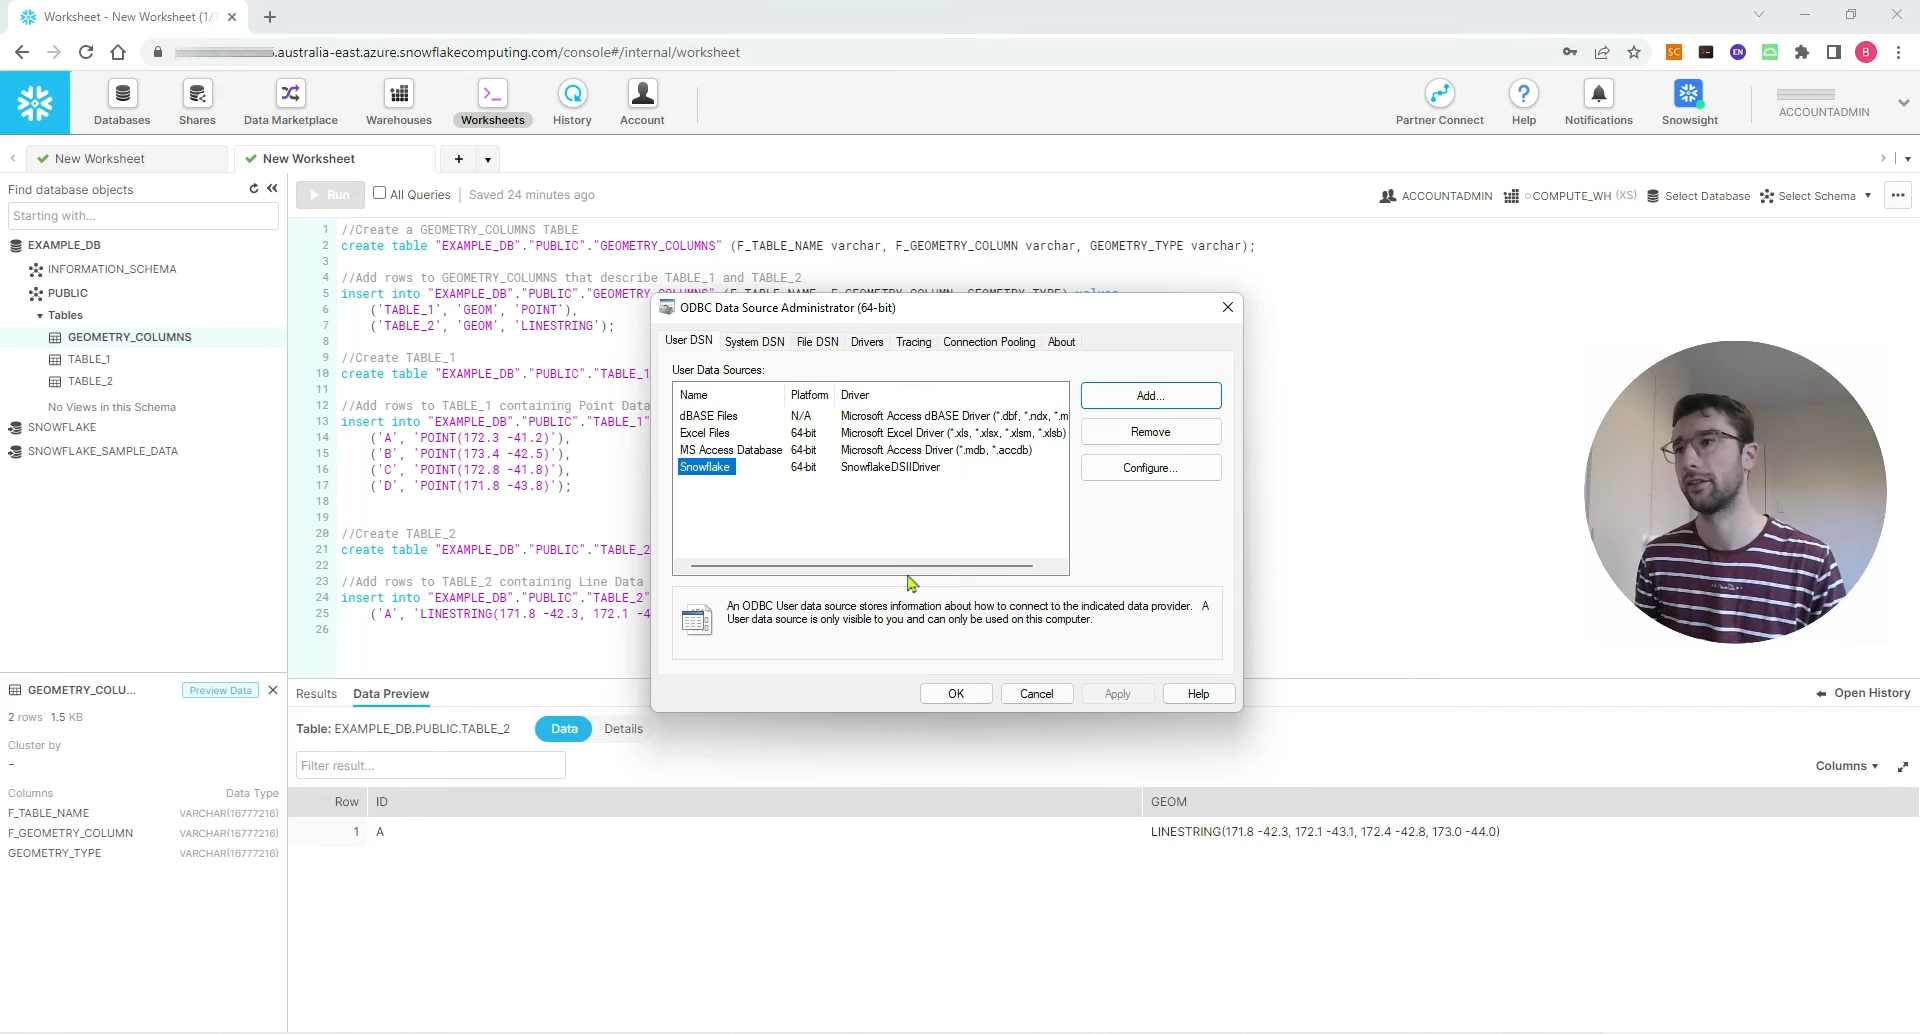 Worksheet - New Worksheet (1/1
.australia-east.azure.snowflakecomputing.com/console#/internal/worksheet
SC
EN
B
Databases
Shares
Data Marketplace
Warehouses
Worksheets
History
Account
Partner Connect
Help
Notifications
Snowsight
ACCOUNTADMIN
New Worksheet
New Worksheet
Find database objects
Starting with...
EXAMPLE_DB
INFORMATION_SCHEMA
PUBLIC
Tables
GEOMETRY_COLUMNS
TABLE_1
TABLE_2
No Views in this Schema
SNOWFLAKE
SNOWFLAKE_SAMPLE_DATA
Run
All Queries
Saved 24 minutes ago
ACCOUNTADMIN
COMPUTE_WH (XS)
Select Database
Select Schema
1 //Create a GEOMETRY_COLUMNS TABLE
2 create table "EXAMPLE_DB"."PUBLIC"."GEOMETRY_COLUMNS" (F_TABLE_NAME varchar, F_GEOMETRY_COLUMN varchar, GEOMETRY_TYPE varchar);
3
4 //Add rows to GEOMETRY_COLUMNS that describe TABLE_1 and TABLE_2
5 insert into "EXAMPLE_DB"."PUBLIC"."GEOMETRY_COLUMNS" (F_TABLE_NAME, F_GEOMETRY_COLUMN, GEOMETRY_TYPE) values
6 ('TABLE_1', 'GEOM', 'POINT'),
7 ('TABLE_2', 'GEOM', 'LINESTRING');
8
9 //Create TABLE_1
10 create table "EXAMPLE_DB"."PUBLIC"."TABLE_1
11
12 //Add rows to TABLE_1 containing Point Data
13 insert into "EXAMPLE_DB"."PUBLIC"."TABLE_1"
14 ('A', 'POINT(172.3 -41.2)'),
15 ('B', 'POINT(173.4 -42.5)'),
16 ('C', 'POINT(172.8 -41.8)'),
17 ('D', 'POINT(171.8 -43.8)');
18
19
20 //Create TABLE_2
21 create table "EXAMPLE_DB"."PUBLIC"."TABLE_2
22
23 //Add rows to TABLE_2 containing Line Data
24 insert into "EXAMPLE_DB"."PUBLIC"."TABLE_2"
25 ('A', 'LINESTRING(171.8 -42.3, 172.1 -4
26
ODBC Data Source Administrator (64-bit)
User DSN
System DSN
File DSN
Drivers
Tracing
Connection Pooling
About
User Data Sources:
Name Platform Driver
dBASE Files N/A Microsoft Access dBASE Driver (*.dbf, *.ndx, *.m
Excel Files 64-bit Microsoft Excel Driver (*.xls, *.xlsx, *.xlsm, *.xlsb)
MS Access Database 64-bit Microsoft Access Driver (*.mdb, *.accdb)
Snowflake 64-bit SnowflakeDSIIDriver
Add...
Remove
Configure...
An ODBC User data source stores information about how to connect to the indicated data provider. A
User data source is only visible to you and can only be used on this computer.
OK
Cancel
Apply
Help
GEOMETRY_COLU...
Preview Data
2 rows 1.5 KB
Cluster by
-
Columns Data Type
F_TABLE_NAME VARCHAR(16777216)
F_GEOMETRY_COLUMN VARCHAR(16777216)
GEOMETRY_TYPE VARCHAR(16777216)
Results
Data Preview
Open History
Table: EXAMPLE_DB.PUBLIC.TABLE_2
Data
Details
Filter result...
Columns
Row ID GEOM
1 A LINESTRING(171.8 -42.3, 172.1 -43.1, 172.4 -42.8, 173.0 -44.0)